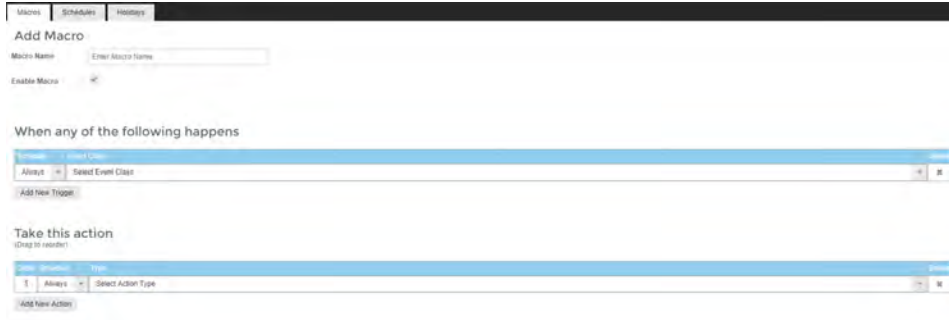 Macros Schedules Holidays
Add Macro
Macro Name Enter Macro Name
Enable Macro
When any of the following happens
Schedule Event Class
Always Select Event Class
Add New Trigger
Take this action
(Drag to reorder)
Order Schedule Type
1 Always Select Action Type
Add New Action